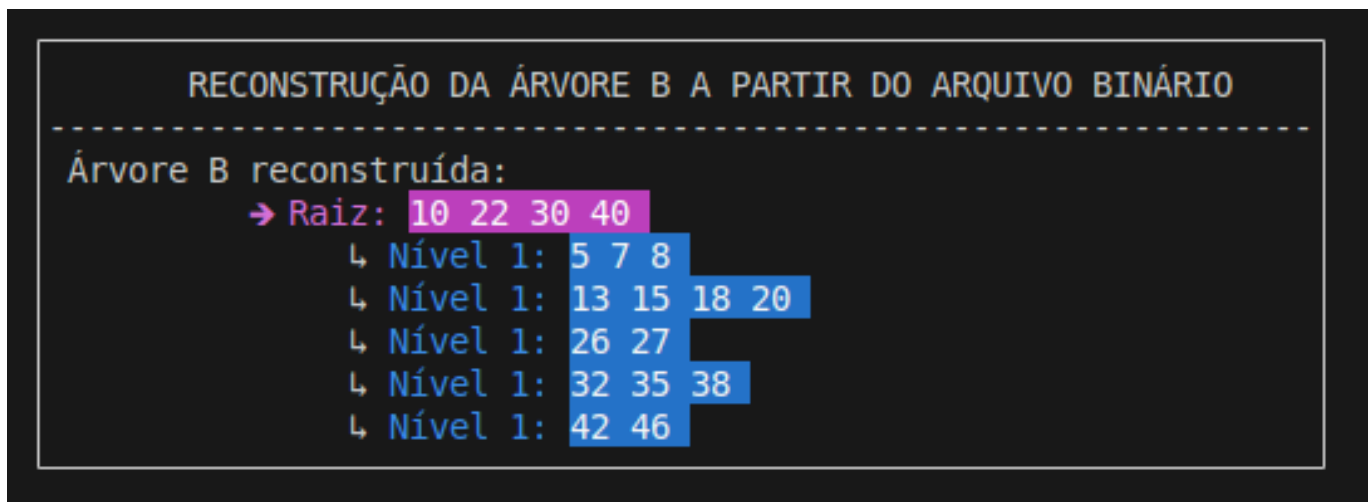 RECONSTRUÇÃO DA ÁRVORE B A PARTIR DO ARQUIVO BINÁRIO
----------------------------------------------------------------
Árvore B reconstruída:
➔ Raiz: 10 22 30 40
↳ Nível 1: 5 7 8
↳ Nível 1: 13 15 18 20
↳ Nível 1: 26 27
↳ Nível 1: 32 35 38
↳ Nível 1: 42 46